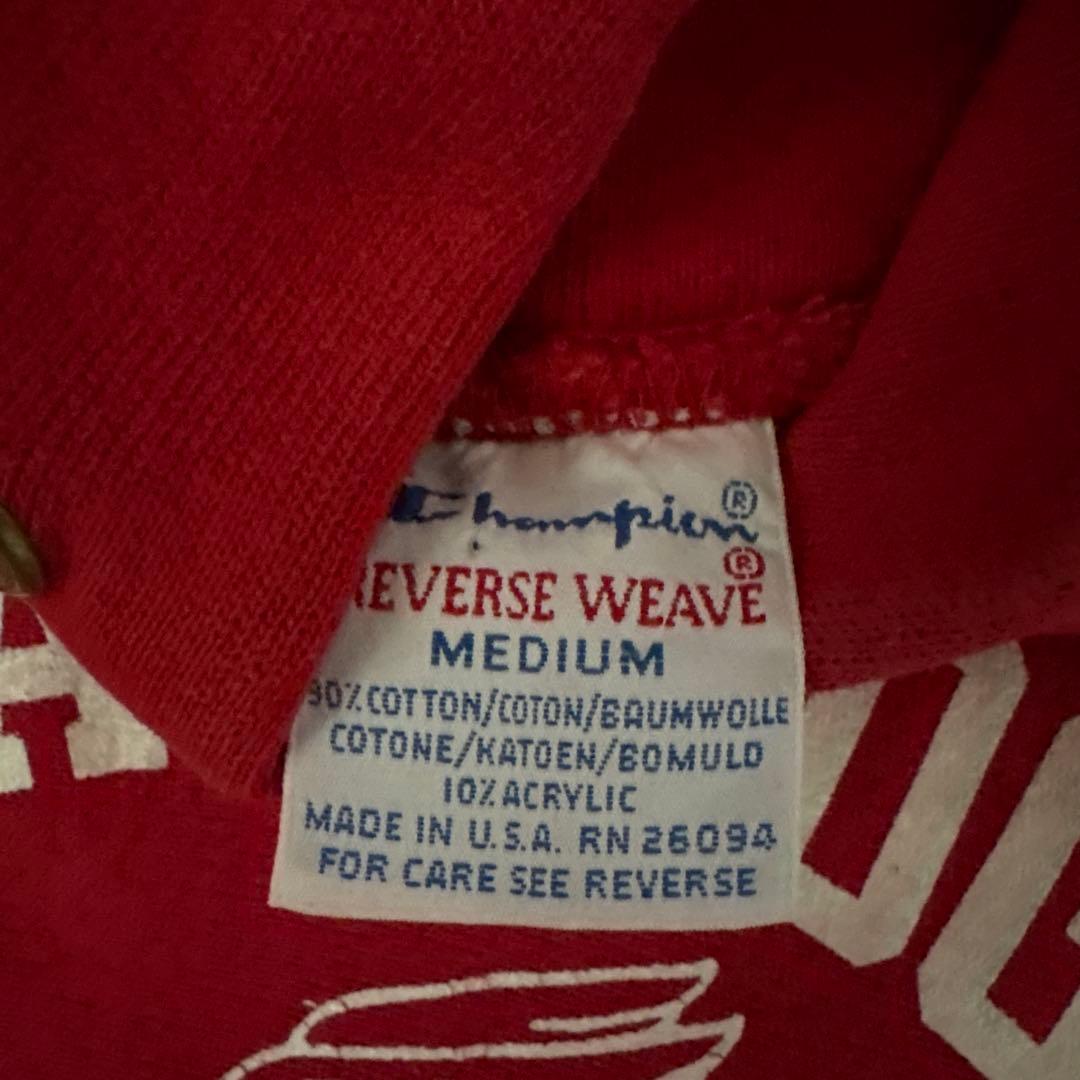 Champion®
REVERSE WEAVE®
MEDIUM
90% COTTON/COTON/BAUMWOLLE
COTONE/KATOEN/BOMULD
10% ACRYLIC
MADE IN U.S.A. RN 26094
FOR CARE SEE REVERSE